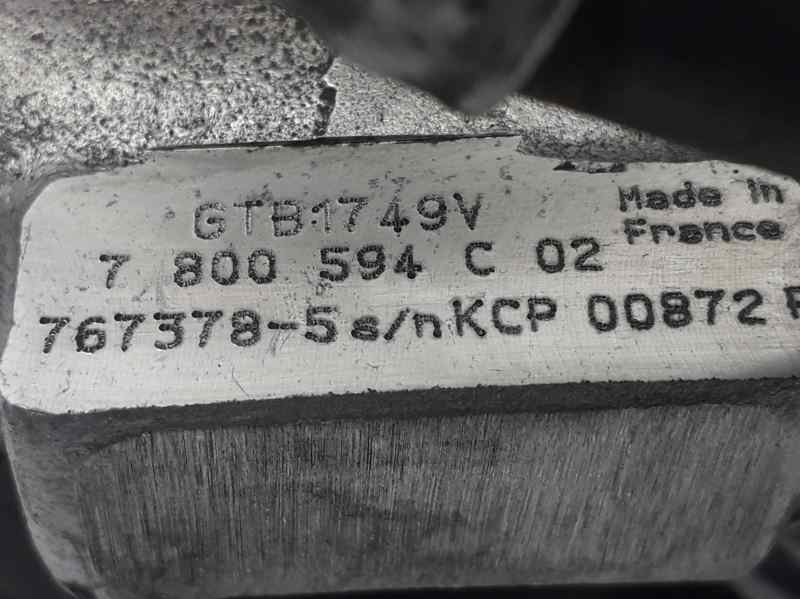 GTB1749V
Made in
France
7 800 594 C 02
767378-5 s/n KCP 00872